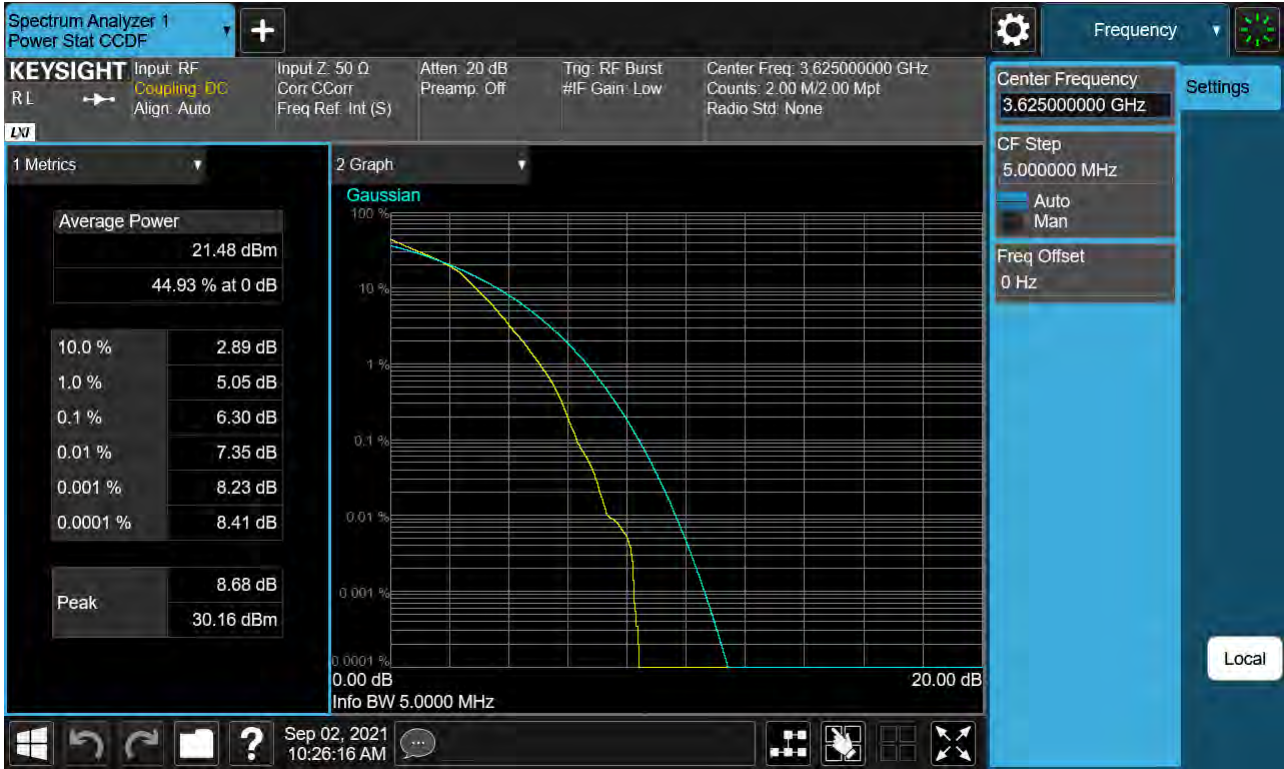 Spectrum Analyzer 1
Power Stat CCDF
Frequency
KEYSIGHT
R L
LXI
Input: RF
Coupling: DC
Align: Auto
Input Z: 50 Ω
Corr CCorr
Freq Ref: Int (S)
Atten: 20 dB
Preamp: Off
Trig: RF Burst
#IF Gain: Low
Center Freq: 3.625000000 GHz
Counts: 2.00 M/2.00 Mpt
Radio Std: None
1 Metrics
Average Power
21.48 dBm
44.93 % at 0 dB
10.0 % 2.89 dB
1.0 % 5.05 dB
0.1 % 6.30 dB
0.01 % 7.35 dB
0.001 % 8.23 dB
0.0001 % 8.41 dB
Peak
8.68 dB
30.16 dBm
2 Graph
Gaussian
100 %
10 %
1 %
0.1 %
0.01 %
0.001 %
0.0001 %
0.00 dB 20.00 dB
Info BW 5.0000 MHz
Center Frequency
3.625000000 GHz
Settings
CF Step
5.000000 MHz
Auto
Man
Freq Offset
0 Hz
Local
?
Sep 02, 2021
10:26:16 AM